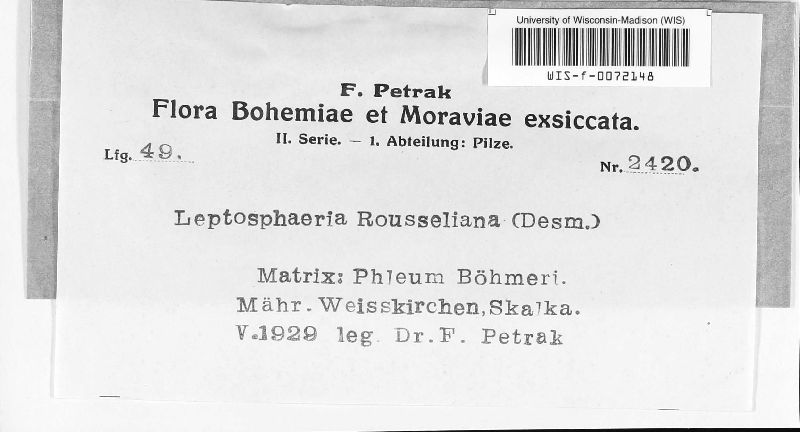 University of Wisconsin-Madison (WIS)
WIS-f-0072148
F. Petrak
Flora Bohemiae et Moraviae exsiccata.
II. Serie. — 1. Abteilung: Pilze.
Lfg. 49.
Nr. 2420.
Leptosphaeria Rousseliana (Desm.)
Matrix: Phleum Böhmeri.
Mähr. Weisskirchen, Skalka.
V.1929 leg. Dr. F. Petrak